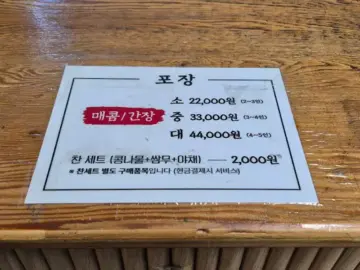 포장
소 22,000원 (2~3인)
매콤/간장 중 33,000원 (3~4인)
대 44,000원 (4~5인)
찬 세트 (콩나물+쌈무+야채) — 2,000원
* 찬세트 별도 구매품목입니다 (현금결제시 서비스)